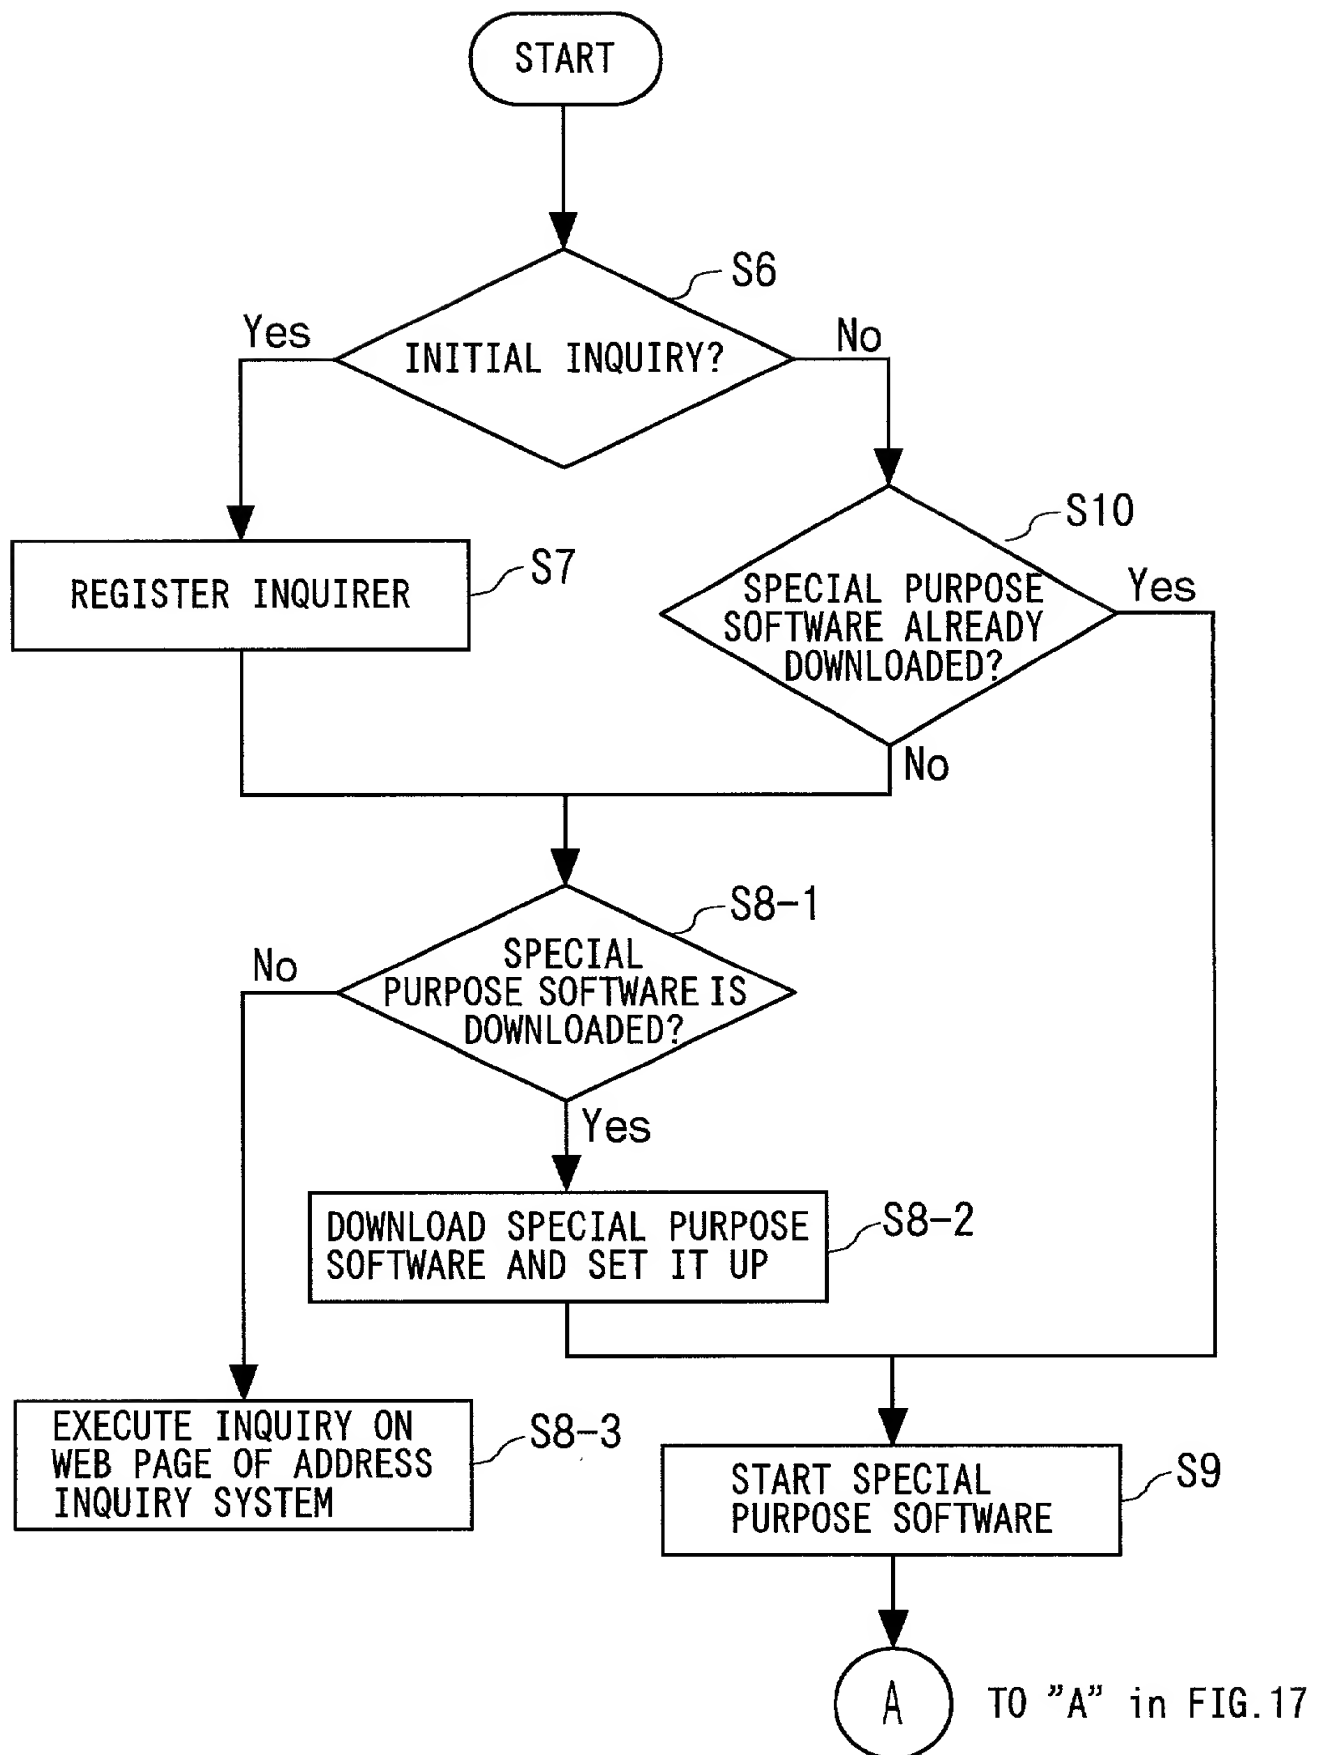 START
S6
Yes
No
INITIAL INQUIRY?
S10
S7
REGISTER INQUIRER
Yes
SPECIAL PURPOSE
SOFTWARE ALREADY
DOWNLOADED?
No
S8-1
No
SPECIAL
PURPOSE SOFTWARE IS
DOWNLOADED?
Yes
DOWNLOAD SPECIAL PURPOSE
SOFTWARE AND SET IT UP
S8-2
EXECUTE INQUIRY ON
WEB PAGE OF ADDRESS
INQUIRY SYSTEM
S8-3
START SPECIAL
PURPOSE SOFTWARE
S9
A
TO "A" in FIG.17